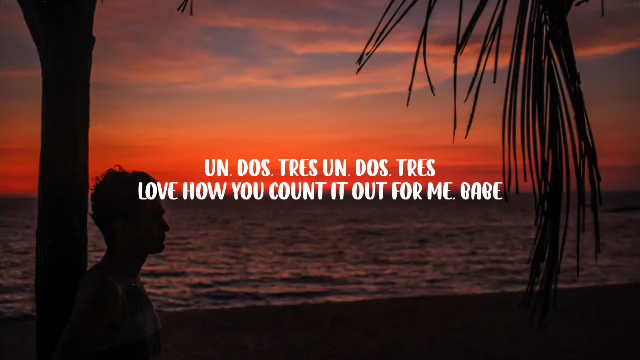 UN. DOS. TRES UN. DOS. TRES
LOVE HOW YOU COUNT IT OUT FOR ME. BABE